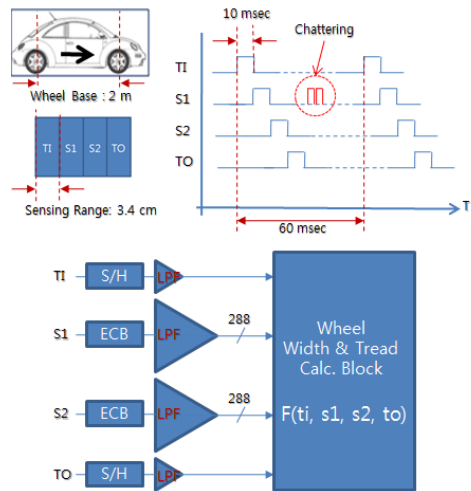 10 msec
Chattering
TI
S1
S2
TO
T
60 msec
Wheel Base : 2 m
TI S1 S2 TO
Sensing Range: 3.4 cm
TI S/H LPF
S1 ECB LPF 288
S2 ECB LPF 288
TO S/H LPF
Wheel
Width & Tread
Calc. Block
F(ti, s1, s2, to)